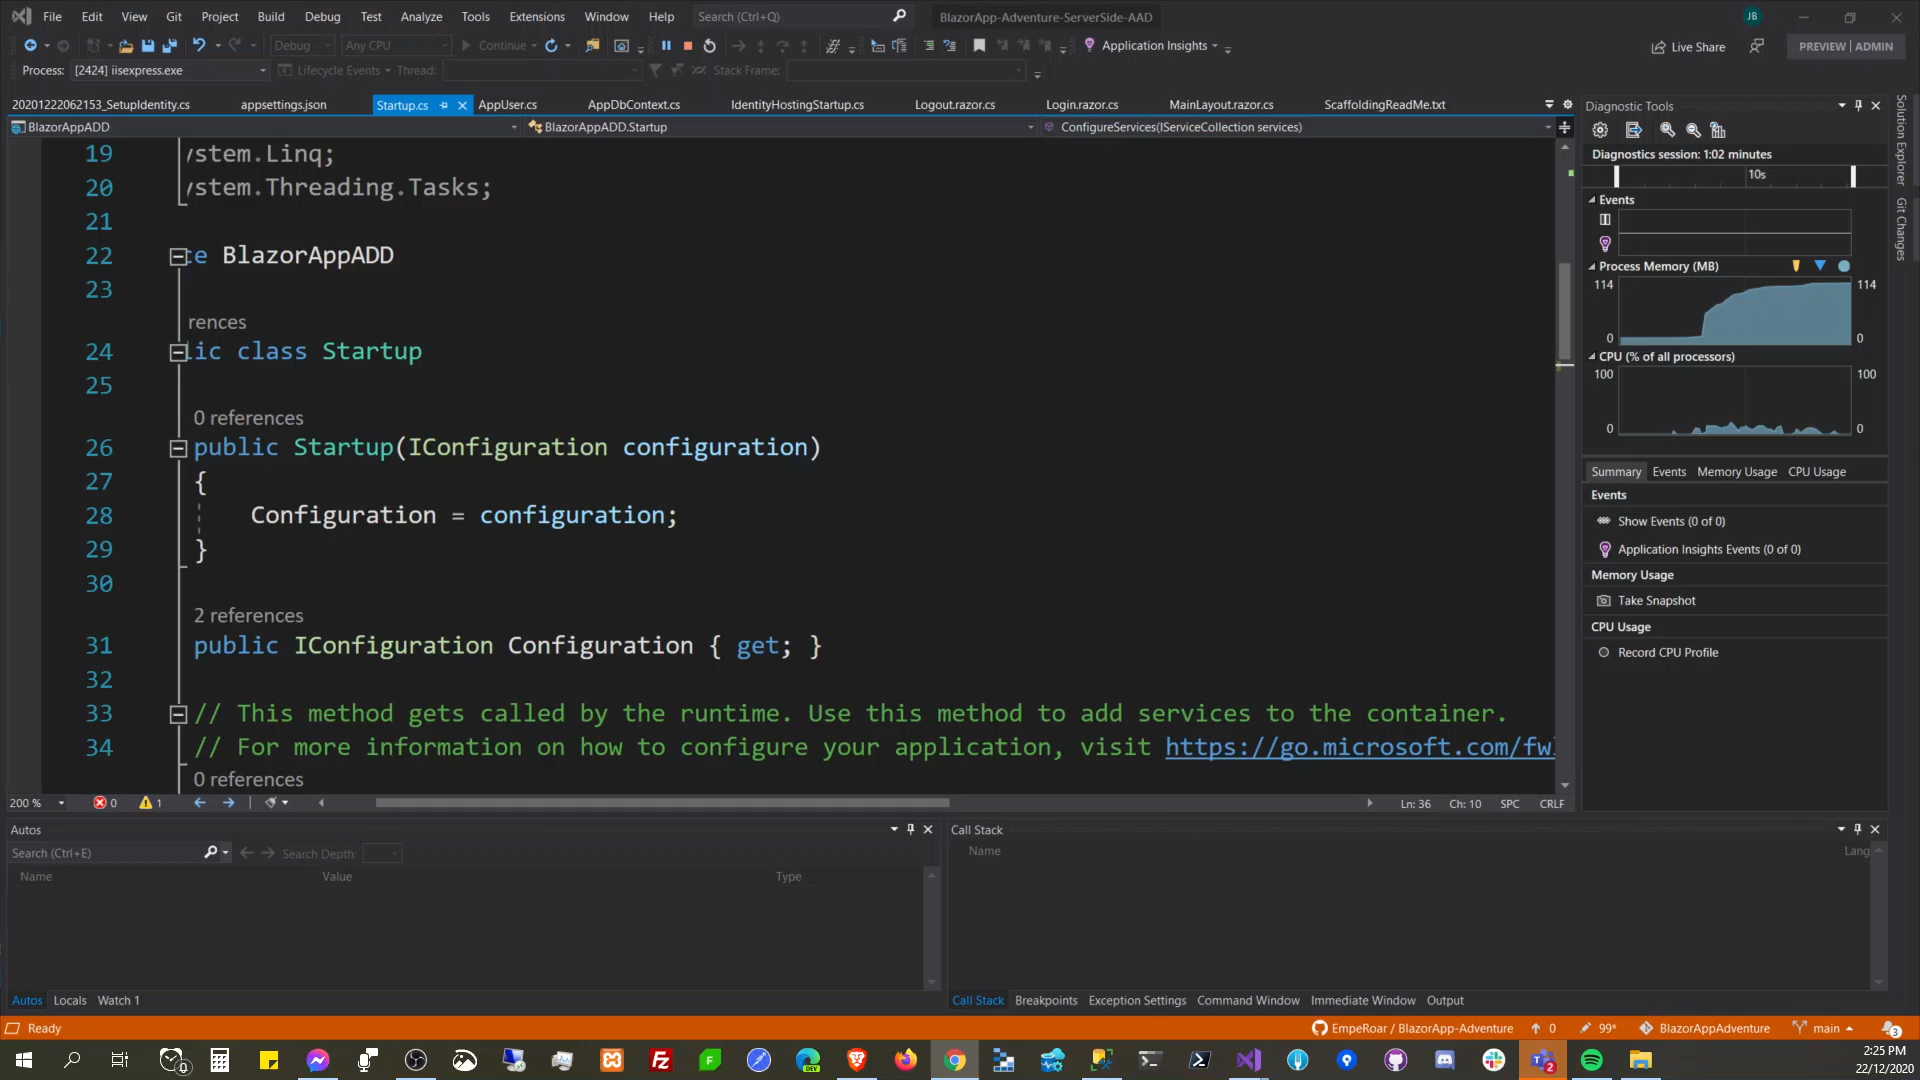 File Edit View Git Project Build Debug Test Analyze Tools Extensions Window Help Search (Ctrl+Q) BlazorApp-Adventure-ServerSide-AAD JB
Debug Any CPU Continue Application Insights Live Share PREVIEW ADMIN
Process: [2424] iisexpress.exe Lifecycle Events Thread: Stack Frame:
20201222062153_SetupIdentity.cs appsettings.json Startup.cs AppUser.cs AppDbContext.cs IdentityHostingStartup.cs Logout.razor.cs Login.razor.cs MainLayout.razor.cs ScaffoldingReadMe.txt
BlazorAppADD BlazorAppADD.Startup ConfigureServices(IServiceCollection services)
19 ystem.Linq;
20 ystem.Threading.Tasks;
21
22 ce BlazorAppADD
23
rences
24 lic class Startup
25
0 references
26 public Startup(IConfiguration configuration)
27 {
28 Configuration = configuration;
29 }
30
2 references
31 public IConfiguration Configuration { get; }
32
33 // This method gets called by the runtime. Use this method to add services to the container.
34 // For more information on how to configure your application, visit https://go.microsoft.com/fwl
0 references
200 % 0 1 Ln: 36 Ch: 10 SPC CRLF
Diagnostic Tools
Diagnostics session: 1:02 minutes
10s
Events
Process Memory (MB)
114 114
0 0
CPU (% of all processors)
100 100
0 0
Summary Events Memory Usage CPU Usage
Events
Show Events (0 of 0)
Application Insights Events (0 of 0)
Memory Usage
Take Snapshot
CPU Usage
Record CPU Profile
Solution Explorer
Git Changes
Autos
Search (Ctrl+E) Search Depth:
Name Value Type
Autos Locals Watch 1
Call Stack
Name Lang
Call Stack Breakpoints Exception Settings Command Window Immediate Window Output
Ready EmpeRoar / BlazorApp-Adventure 0 99* BlazorAppAdventure main 3
2:25 PM
22/12/2020